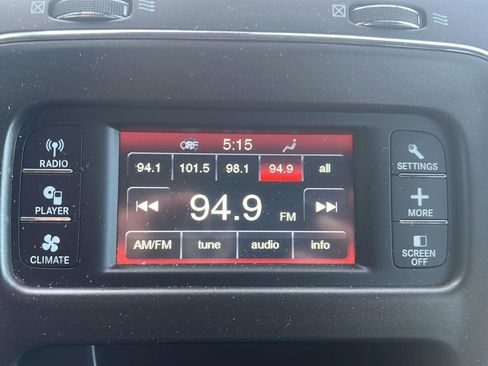 OFF 5:15
94.1 101.5 98.1 94.9 all
94.9 FM
AM/FM tune audio info
RADIO
PLAYER
CLIMATE
SETTINGS
MORE
SCREEN
OFF